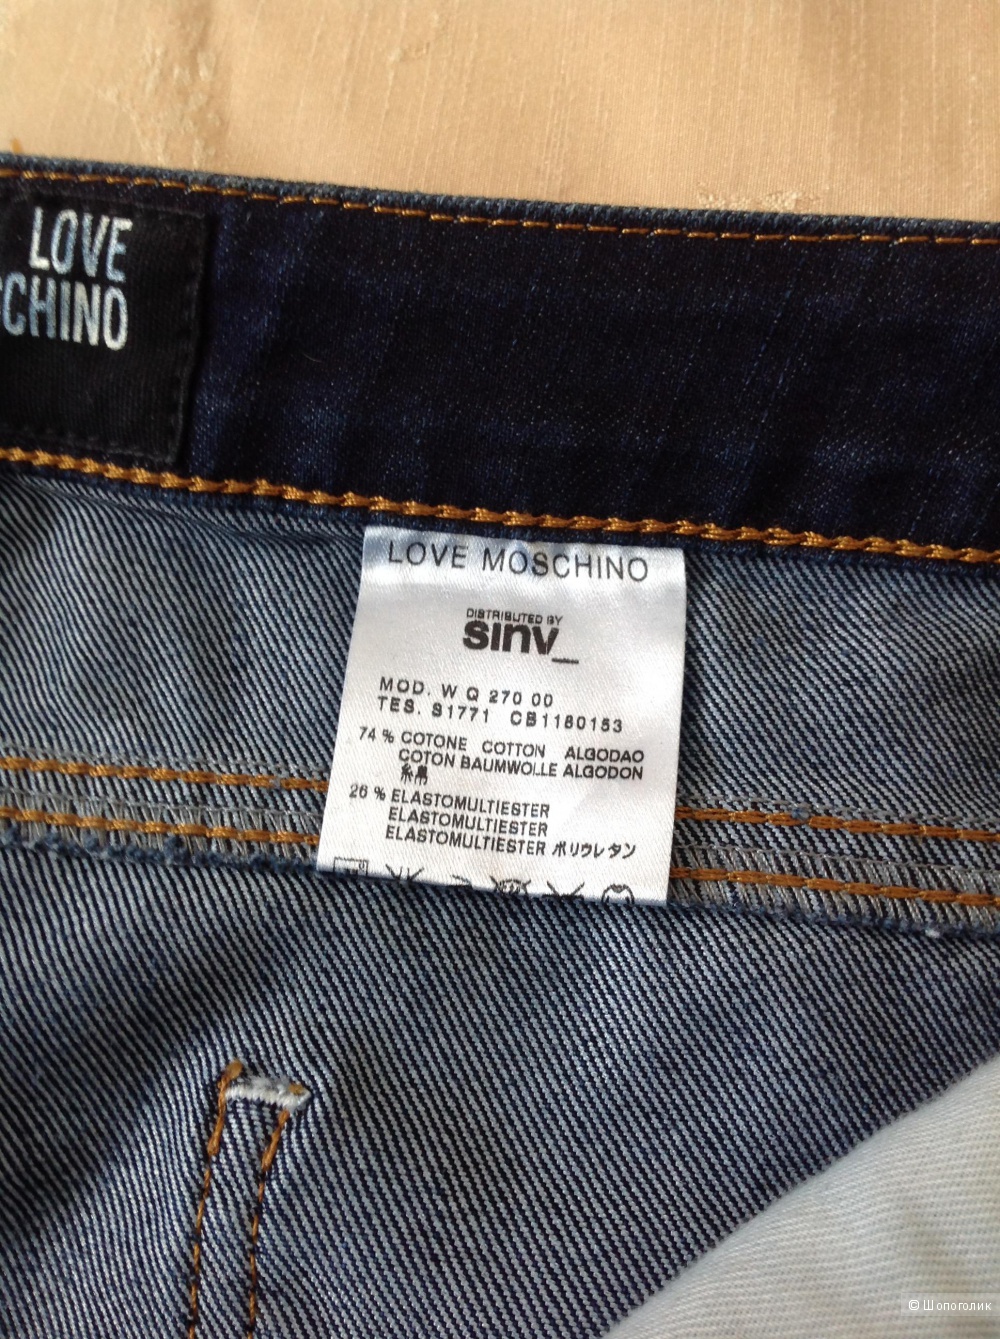 LOVE
SCHINO
LOVE MOSCHINO
DISTRIBUTED BY
sinv_
MOD. W Q 270 00
TES. S1771 CB1180153
74 % COTONE COTTON ALGODAO
COTON BAUMWOLLE ALGODON
綿
26 % ELASTOMULTIESTER
ELASTOMULTIESTER
ELASTOMULTIESTER ポリウレタン
© Шопоголик